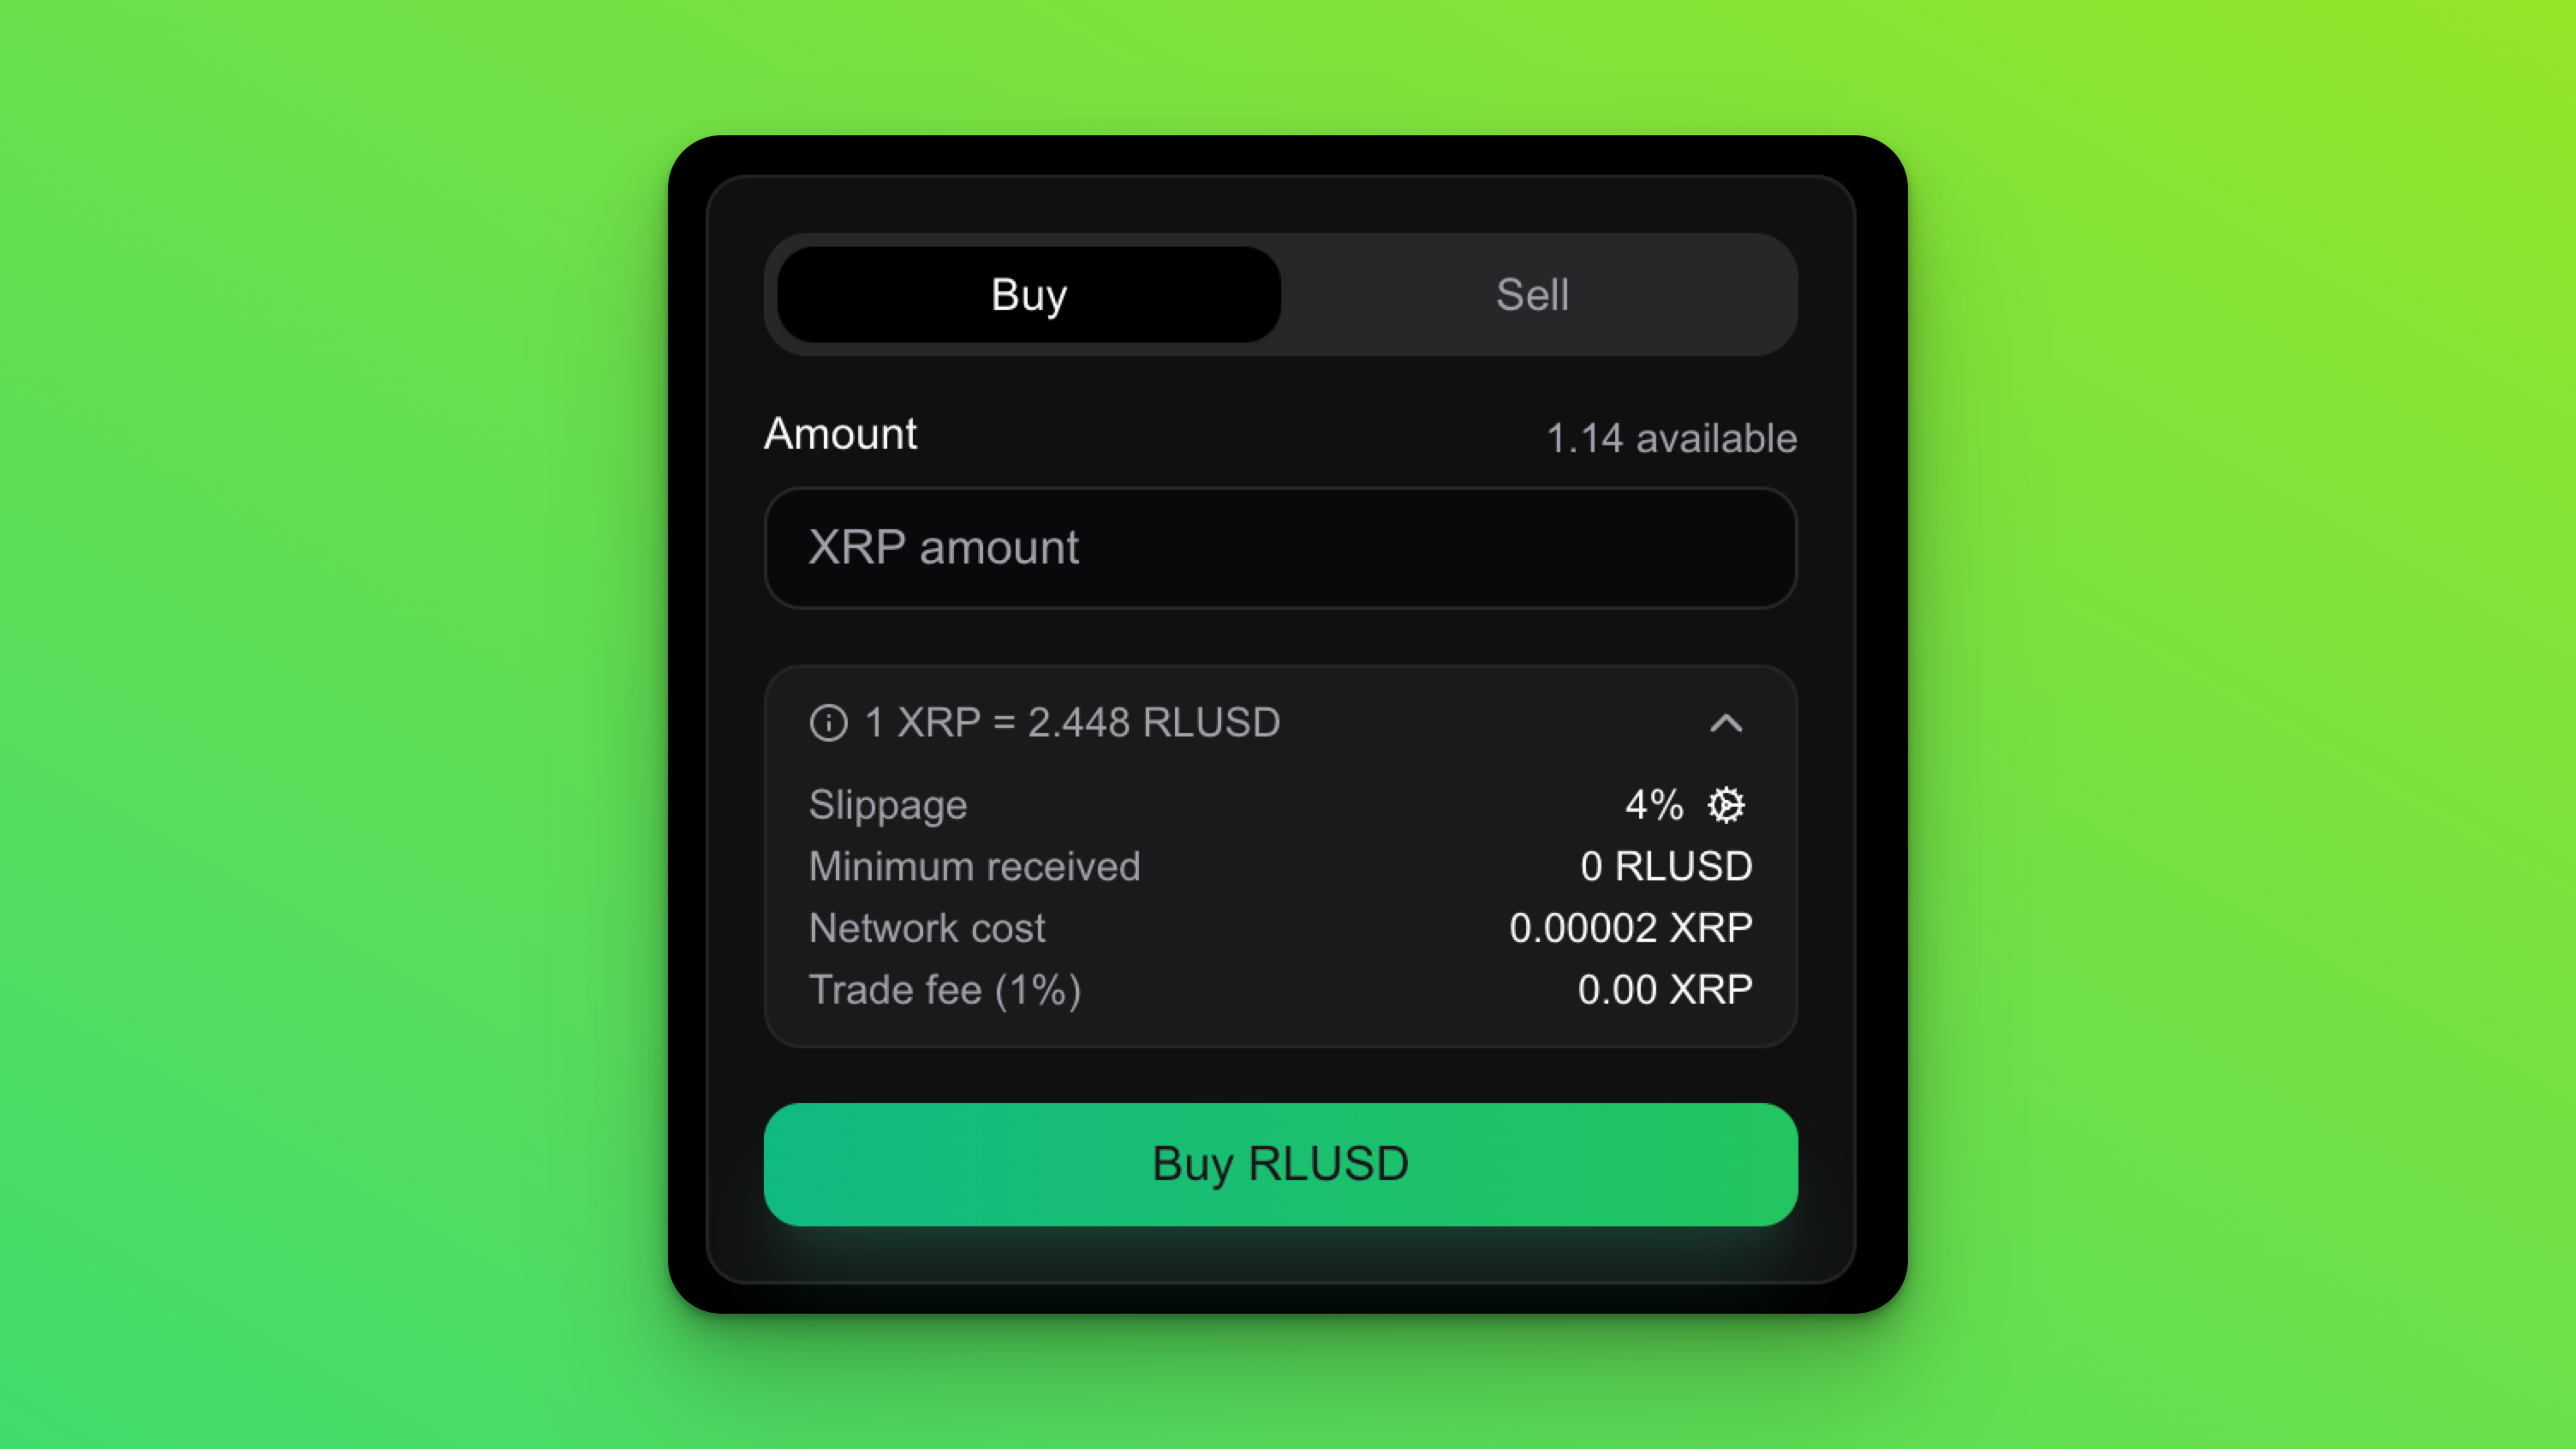 Buy Sell
Amount 1.14 available
XRP amount
1 XRP = 2.448 RLUSD
Slippage 4%
Minimum received 0 RLUSD
Network cost 0.00002 XRP
Trade fee (1%) 0.00 XRP
Buy RLUSD